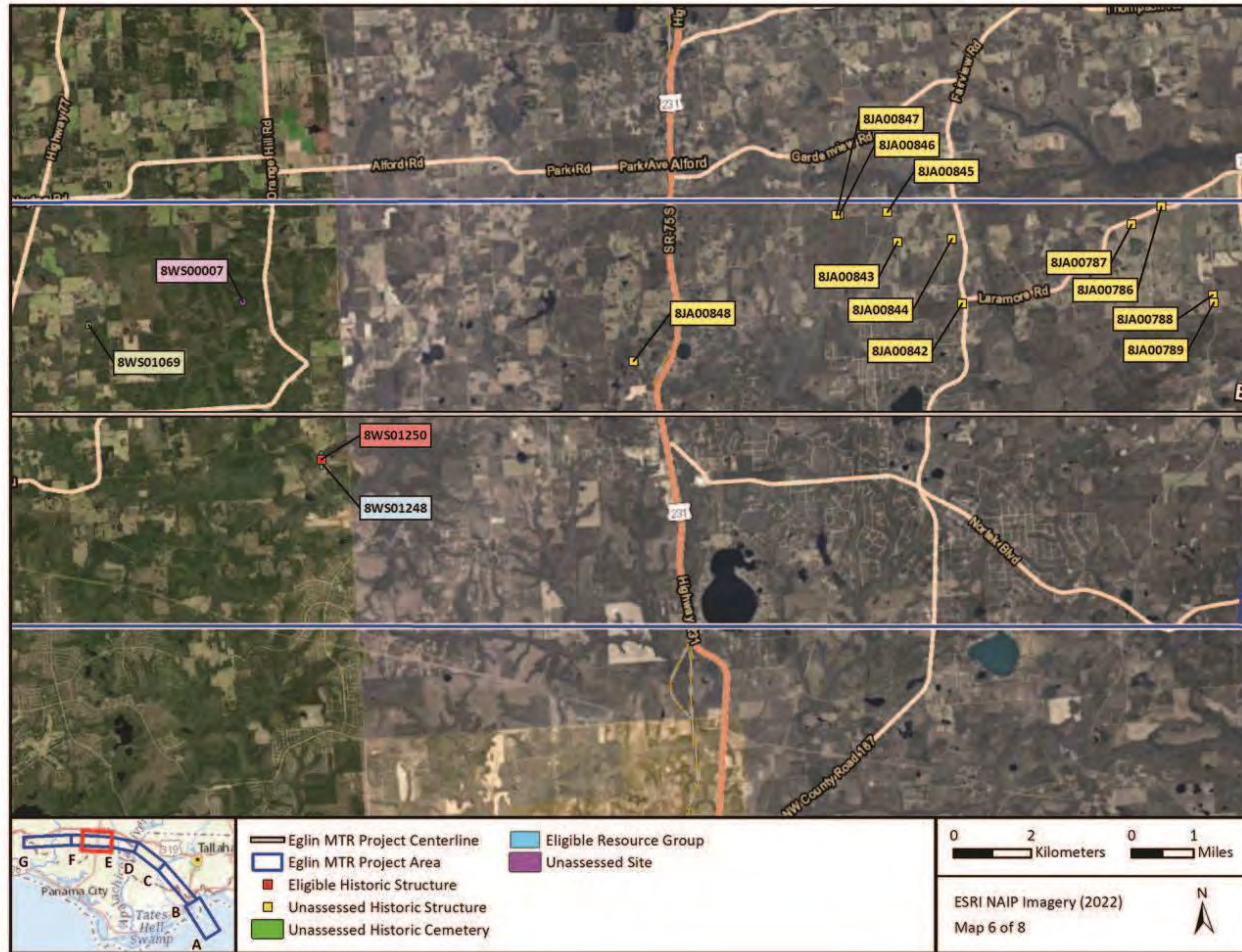 Highway 77
Orange Hill Rd
Alford Rd
Park Rd
Park Ave
Alford
231
Gardenview Rd
Fairview Rd
SR-75 S
8JA00847
8JA00846
8JA00845
8JA00843
8JA00844
8JA00842
8JA00787
8JA00786
8JA00788
8JA00789
Laramore Rd
8JA00848
8WS00007
8WS01069
8WS01250
8WS01248
E
231
Highway 231
Nortek Blvd
NW County Road 167
G
F
E
D
C
B
A
319
Tallaha
Panama City
Apalachicola
Tates
Hell
Swamp
Eglin MTR Project Centerline
Eglin MTR Project Area
Eligible Historic Structure
Unassessed Historic Structure
Unassessed Historic Cemetery
Eligible Resource Group
Unassessed Site
0 2
Kilometers
0 1
Miles
ESRI NAIP Imagery (2022)
Map 6 of 8
N